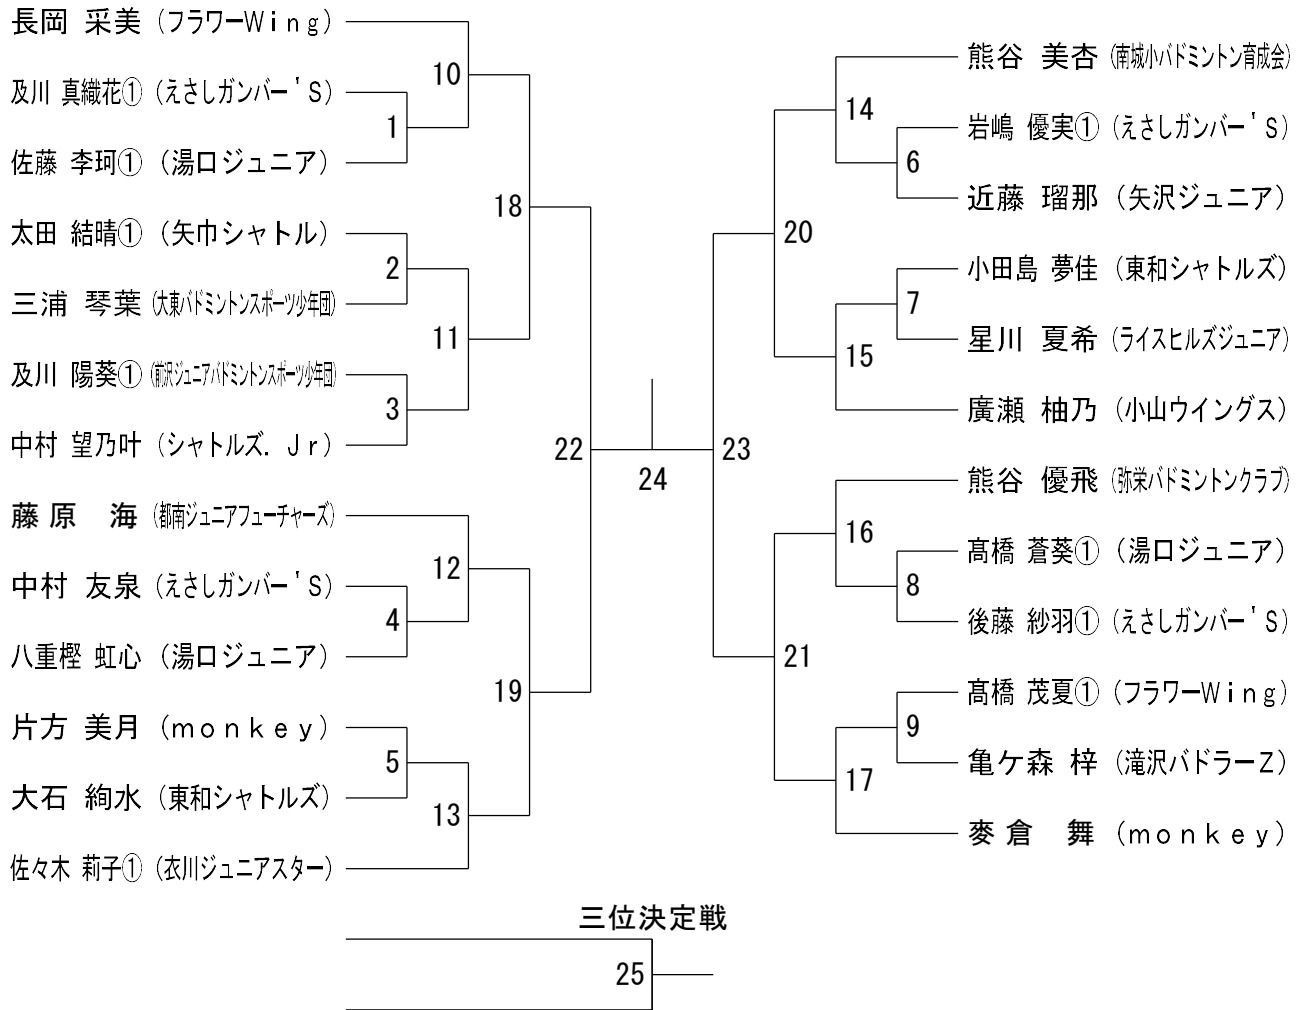 長岡 采美 (フラワーWing)
10
及川 真織花① (えさしガンバー'S)
1
佐藤 李珂① (湯口ジュニア)
18
太田 結晴① (矢巾シャトル)
2
三浦 琴葉 (大東バドミントンスポーツ少年団)
11
及川 陽葵① (前沢ジュニアバドミントンスポーツ少年団)
3
中村 望乃叶 (シャトルズ.Jr)
22
藤原 海 (都南ジュニアフューチャーズ)
12
中村 友泉 (えさしガンバー'S)
4
八重樫 虹心 (湯口ジュニア)
19
片方 美月 (monkey)
5
大石 絢水 (東和シャトルズ)
13
佐々木 莉子① (衣川ジュニアスター)
24
熊谷 美杏 (南城小バドミントン育成会)
14
岩嶋 優実① (えさしガンバー'S)
6
近藤 瑠那 (矢沢ジュニア)
20
小田島 夢佳 (東和シャトルズ)
7
星川 夏希 (ライスヒルズジュニア)
15
廣瀬 柚乃 (小山ウイングス)
23
熊谷 優飛 (弥栄バドミントンクラブ)
16
髙橋 蒼葵① (湯口ジュニア)
8
後藤 紗羽① (えさしガンバー'S)
21
髙橋 茂夏① (フラワーWing)
9
亀ケ森 梓 (滝沢バドラーZ)
17
麥倉 舞 (monkey)
三位決定戦
25